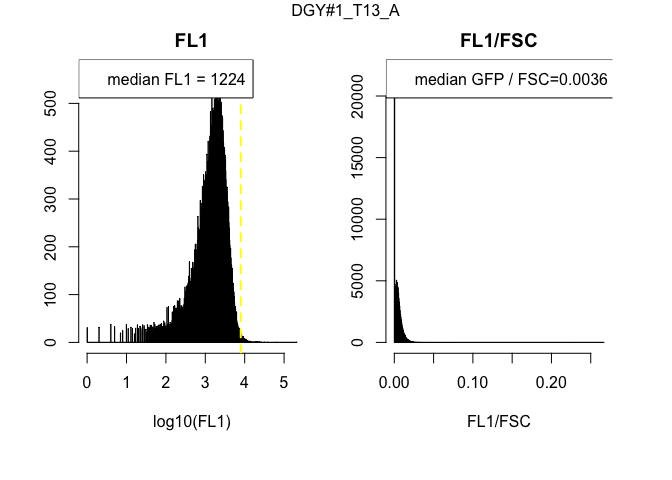 DGY#1_T13_A
FL1
median FL1 = 1224
500
400
300
200
100
0
0 1 2 3 4 5
log10(FL1)
FL1/FSC
median GFP / FSC=0.0036
20000
15000
10000
5000
0
0.00 0.10 0.20
FL1/FSC